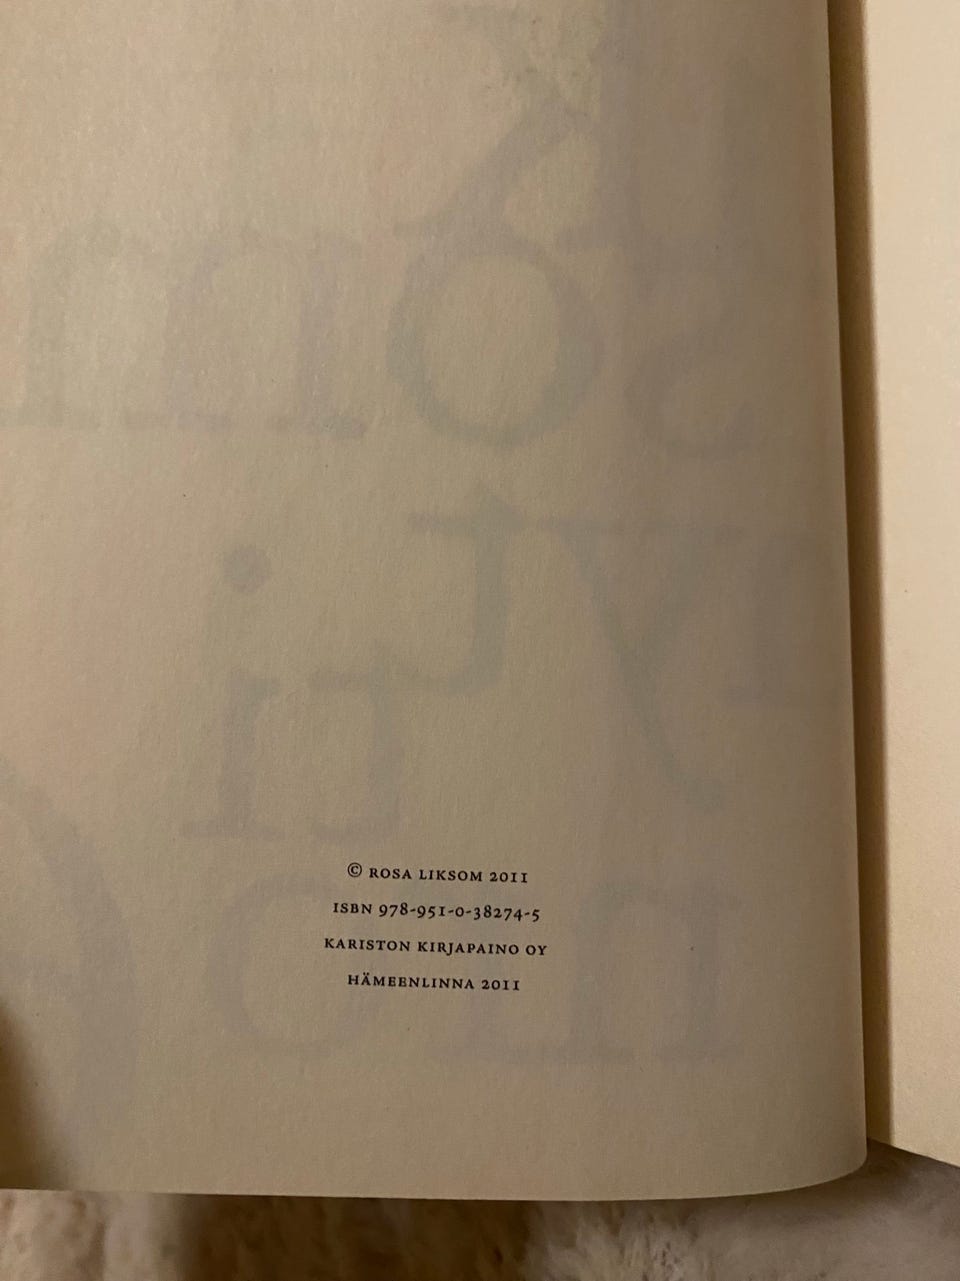 © ROSA LIKSOM 2011
ISBN 978-951-0-38274-5
KARISTON KIRJAPAINO OY
HÄMEENLINNA 2011